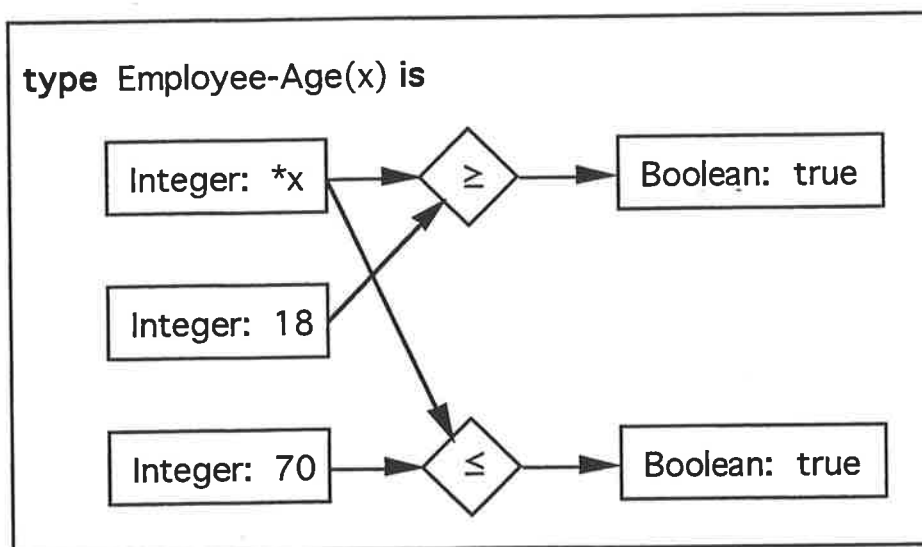 type Employee-Age(x) is
Integer: *x
≥
Boolean: true
Integer: 18
Integer: 70
≤
Boolean: true